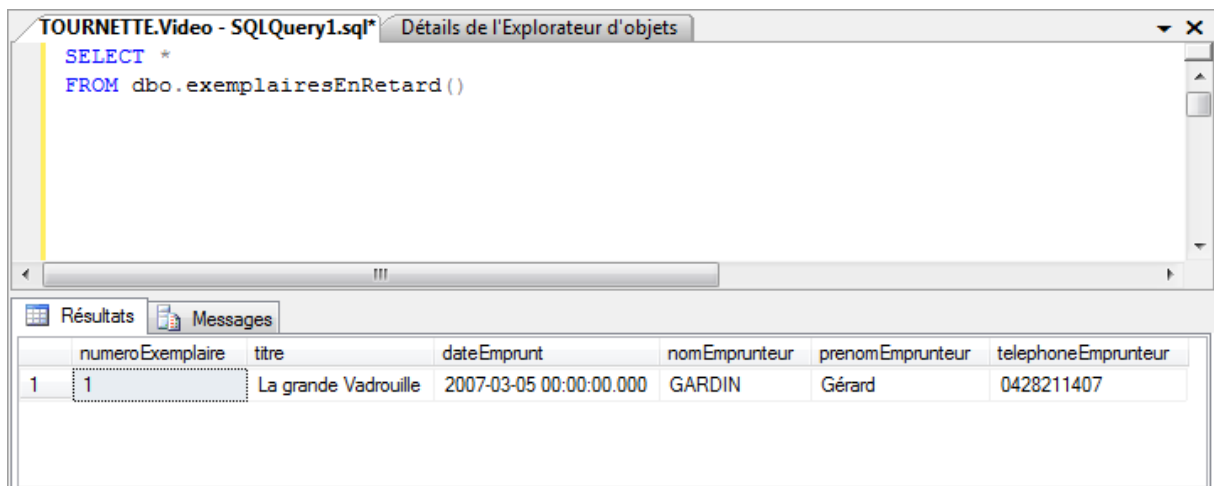 TOURNETTE.Video - SQLQuery1.sql* Détails de l'Explorateur d'objets
SELECT *
FROM dbo.exemplairesEnRetard()
Résultats Messages
numeroExemplaire titre dateEmprunt nomEmprunteur prenomEmprunteur telephoneEmprunteur
1 1 La grande Vadrouille 2007-03-05 00:00:00.000 GARDIN Gérard 0428211407